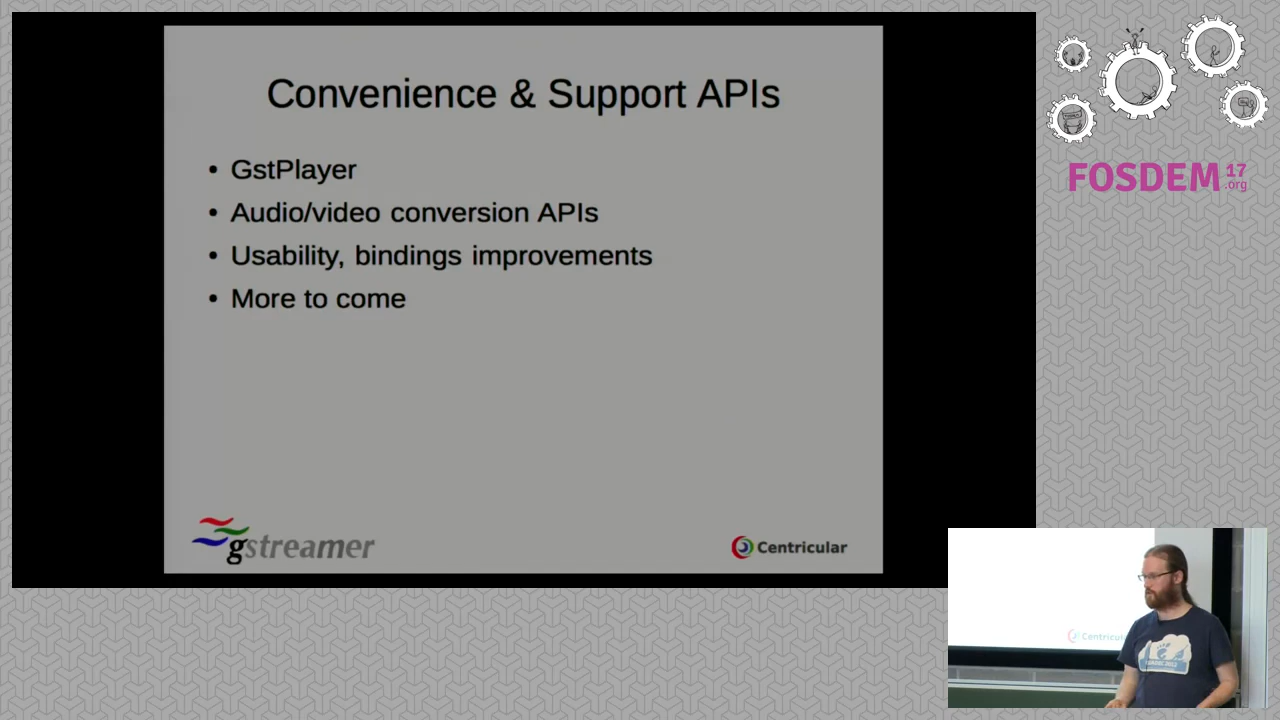 Convenience & Support APIs
• GstPlayer
• Audio/video conversion APIs
• Usability, bindings improvements
• More to come
gstreamer
Centricular
FOSDEM 17
.org
Centricul